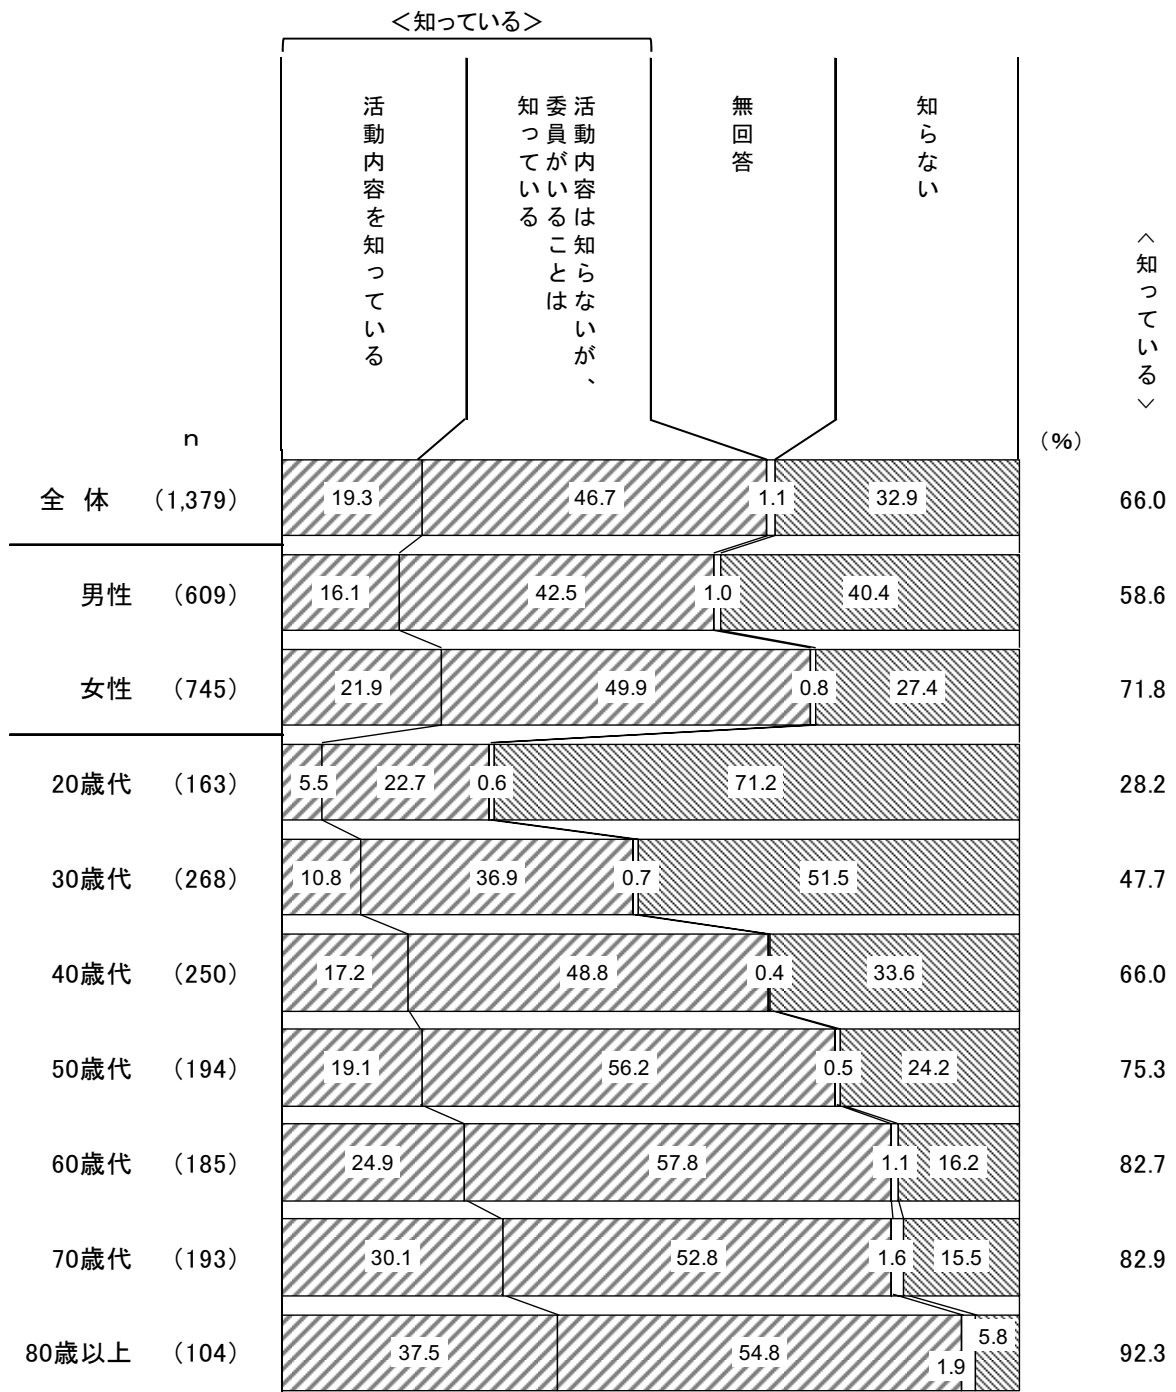 ＜知っている＞
活動内容を知っている
活動内容は知らないが、
委員がいることは
知っている
無回答
知らない
＜知っている＞
n
（%）
全 体 （1,379） 19.3 46.7 1.1 32.9 66.0
男性 （609） 16.1 42.5 1.0 40.4 58.6
女性 （745） 21.9 49.9 0.8 27.4 71.8
20歳代 （163） 5.5 22.7 0.6 71.2 28.2
30歳代 （268） 10.8 36.9 0.7 51.5 47.7
40歳代 （250） 17.2 48.8 0.4 33.6 66.0
50歳代 （194） 19.1 56.2 0.5 24.2 75.3
60歳代 （185） 24.9 57.8 1.1 16.2 82.7
70歳代 （193） 30.1 52.8 1.6 15.5 82.9
80歳以上 （104） 37.5 54.8 1.9 5.8 92.3